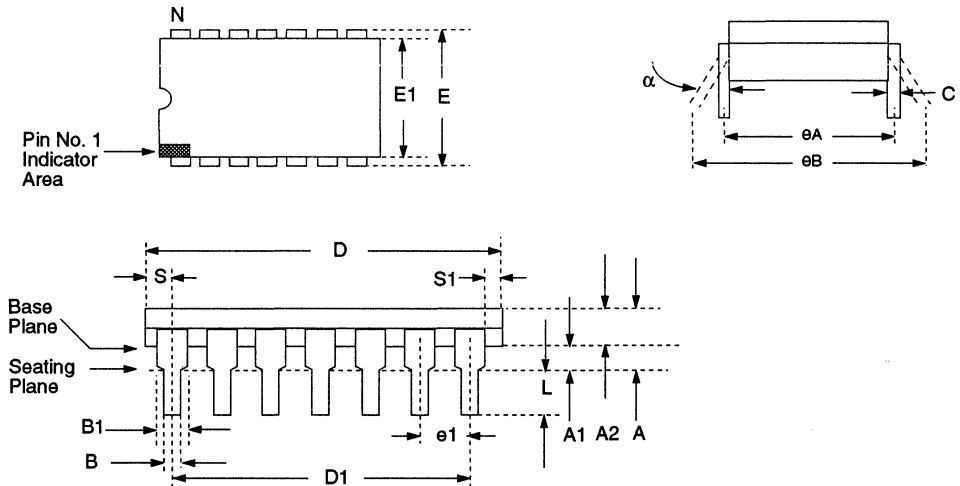 N
E1
E
Pin No. 1
Indicator
Area
α
C
eA
eB
D
S
S1
Base
Plane
Seating
Plane
L
A1
A2
A
B1
e1
B
D1